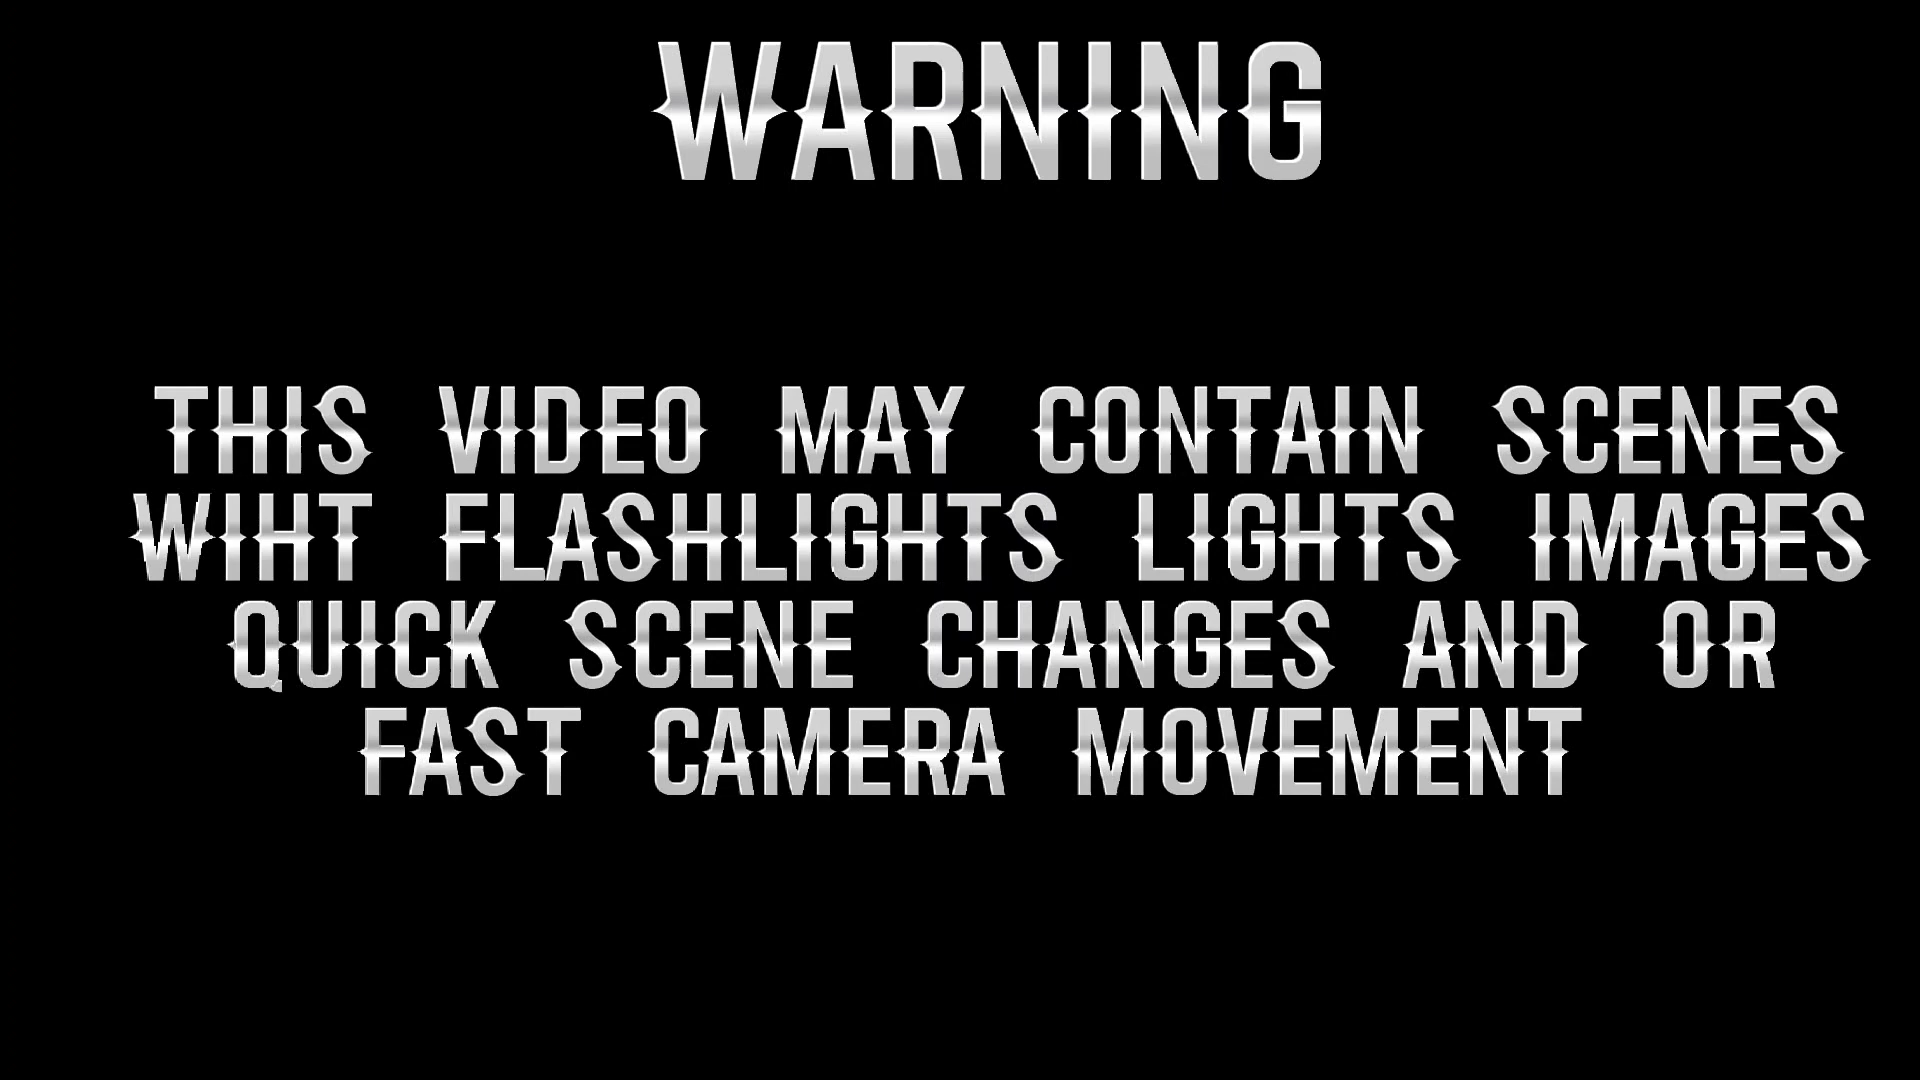 WARNING
THIS VIDEO MAY CONTAIN SCENES
WIHT FLASHLIGHTS LIGHTS IMAGES
QUICK SCENE CHANGES AND OR
FAST CAMERA MOVEMENT